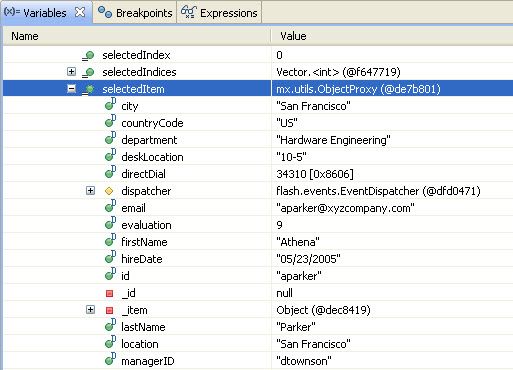 (x)= Variables Breakpoints Expressions
Name Value
selectedIndex 0
selectedIndices Vector.<int> (@f647719)
selectedItem mx.utils.ObjectProxy (@de7b801)
city "San Francisco"
countryCode "US"
department "Hardware Engineering"
deskLocation "10-5"
directDial 34310 [0x8606]
dispatcher flash.events.EventDispatcher (@dfd0471)
email "aparker@xyzcompany.com"
evaluation 9
firstName "Athena"
hireDate "05/23/2005"
id "aparker"
_id null
_item Object (@dec8419)
lastName "Parker"
location "San Francisco"
managerID "dtownson"